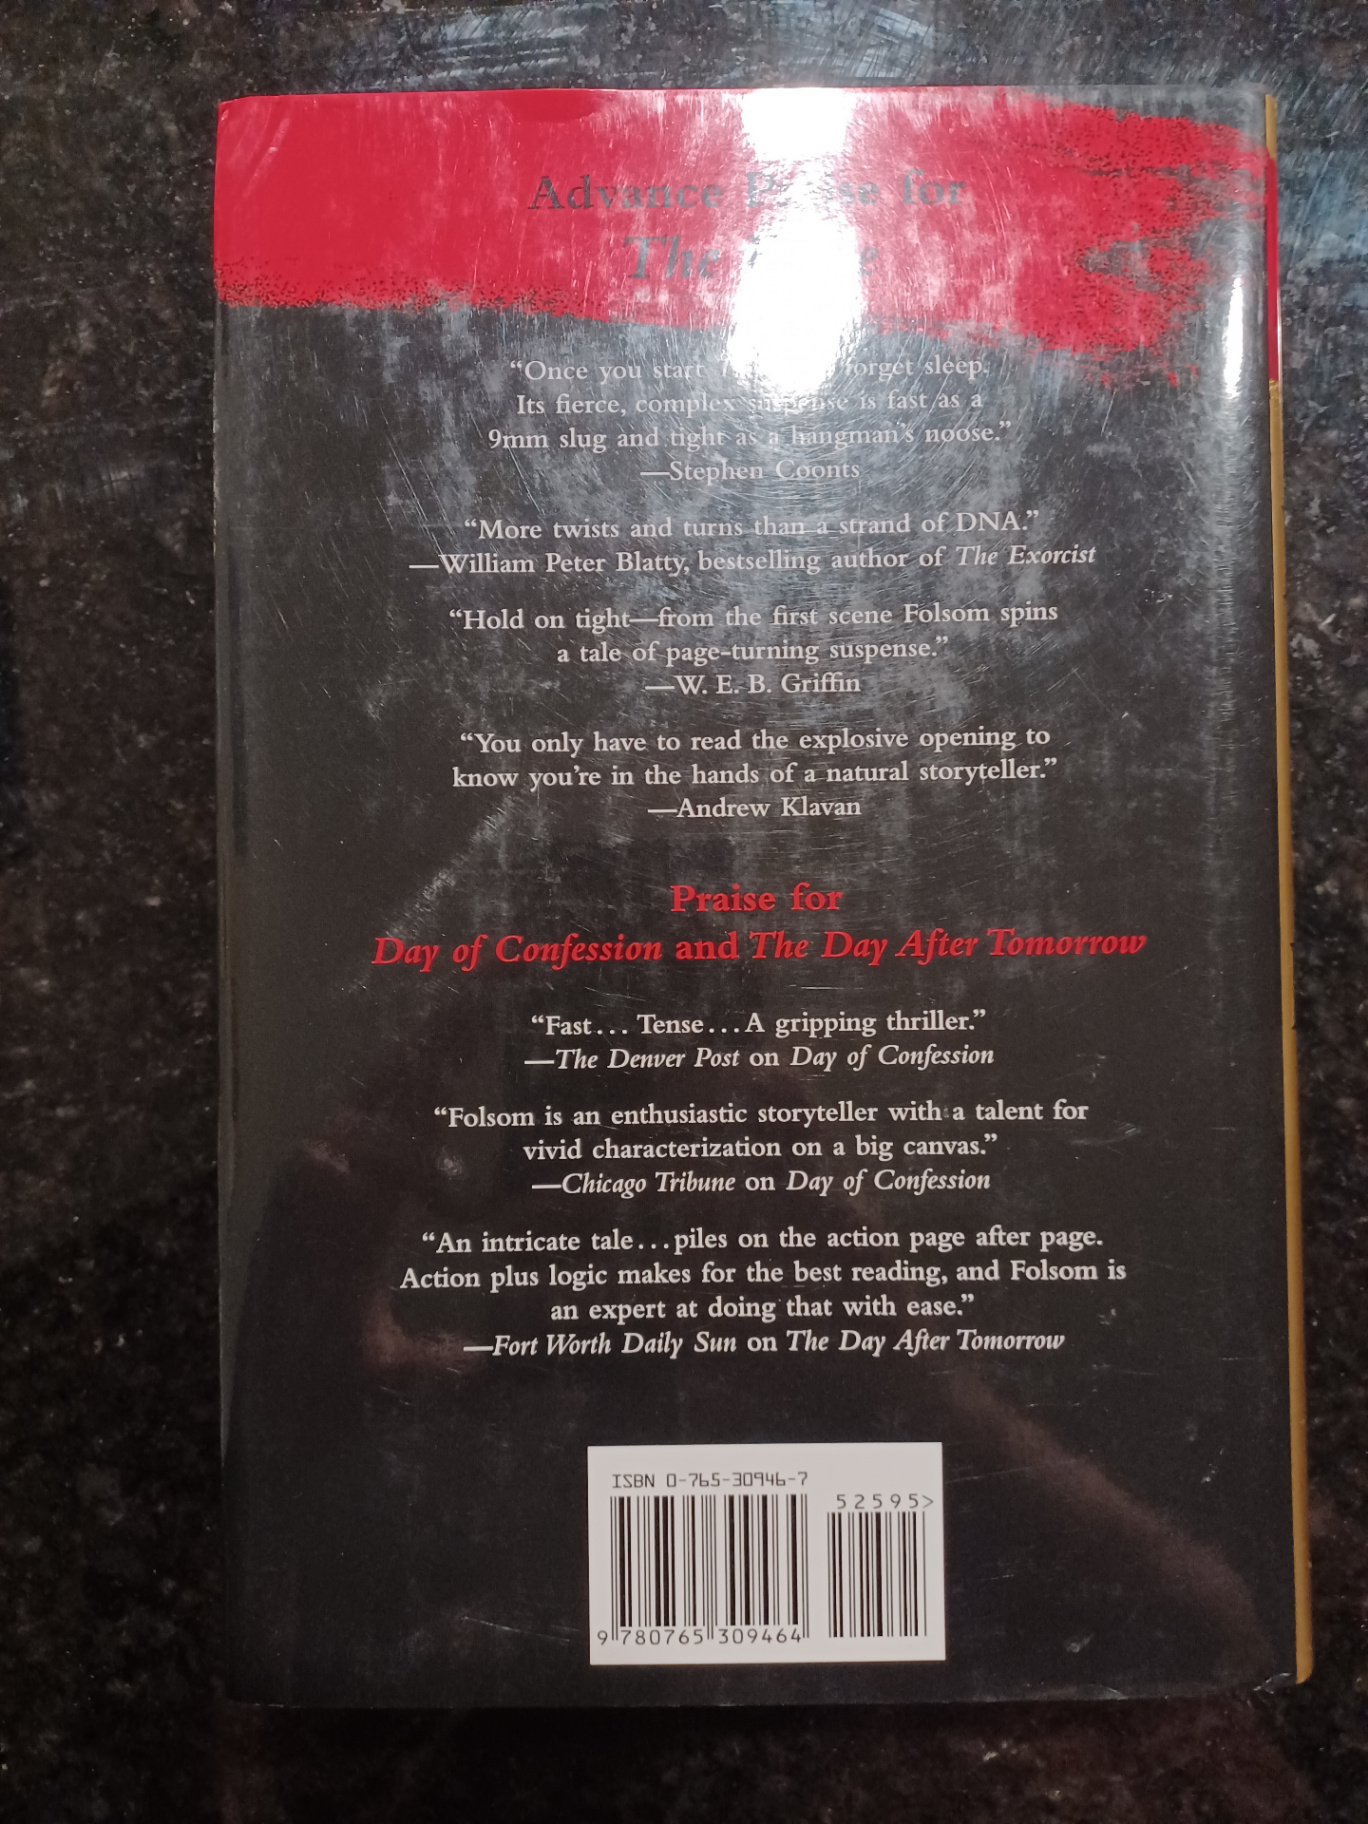 Advance Praise for
The
“Once you start forget sleep.
Its fierce, complex suspense is fast as a
9mm slug and tight as a hangman’s noose.”
—Stephen Coonts
“More twists and turns than a strand of DNA.”
—William Peter Blatty, bestselling author of The Exorcist
“Hold on tight—from the first scene Folsom spins
a tale of page-turning suspense.”
—W. E. B. Griffin
“You only have to read the explosive opening to
know you’re in the hands of a natural storyteller.”
—Andrew Klavan
Praise for
Day of Confession and The Day After Tomorrow
“Fast... Tense...A gripping thriller.”
—The Denver Post on Day of Confession
“Folsom is an enthusiastic storyteller with a talent for
vivid characterization on a big canvas.”
—Chicago Tribune on Day of Confession
“An intricate tale...piles on the action page after page.
Action plus logic makes for the best reading, and Folsom is
an expert at doing that with ease.”
—Fort Worth Daily Sun on The Day After Tomorrow
ISBN 0-765-30946-7
52595>
9 780765 309464